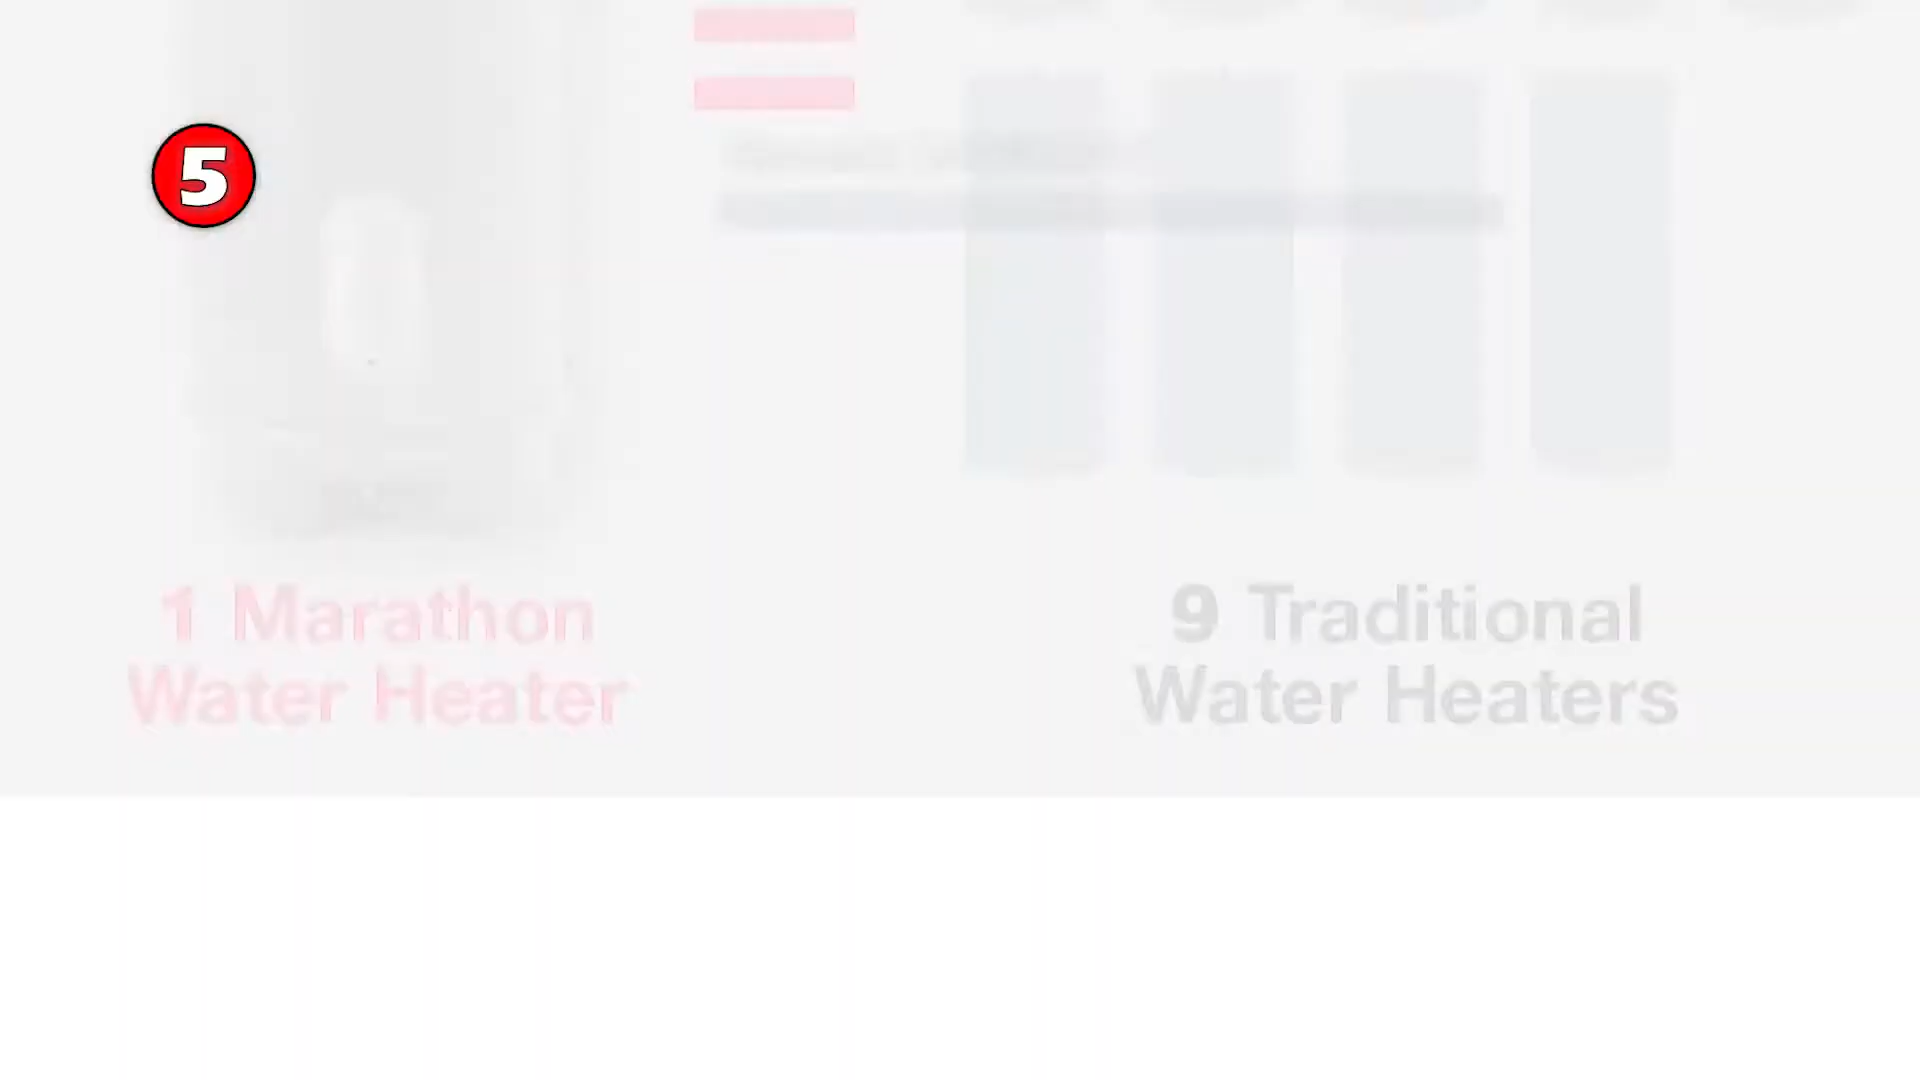 5
1 Marathon
Water Heater
9 Traditional
Water Heaters